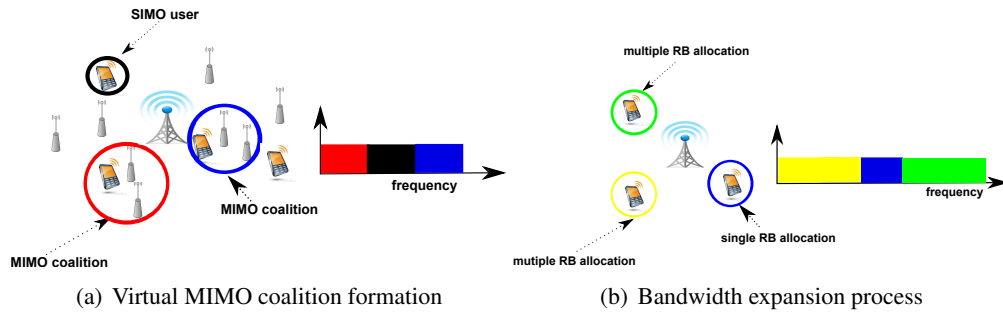 SIMO user
frequency
MIMO coalition
MIMO coalition
(a) Virtual MIMO coalition formation
multiple RB allocation
frequency
single RB allocation
mutiple RB allocation
(b) Bandwidth expansion process